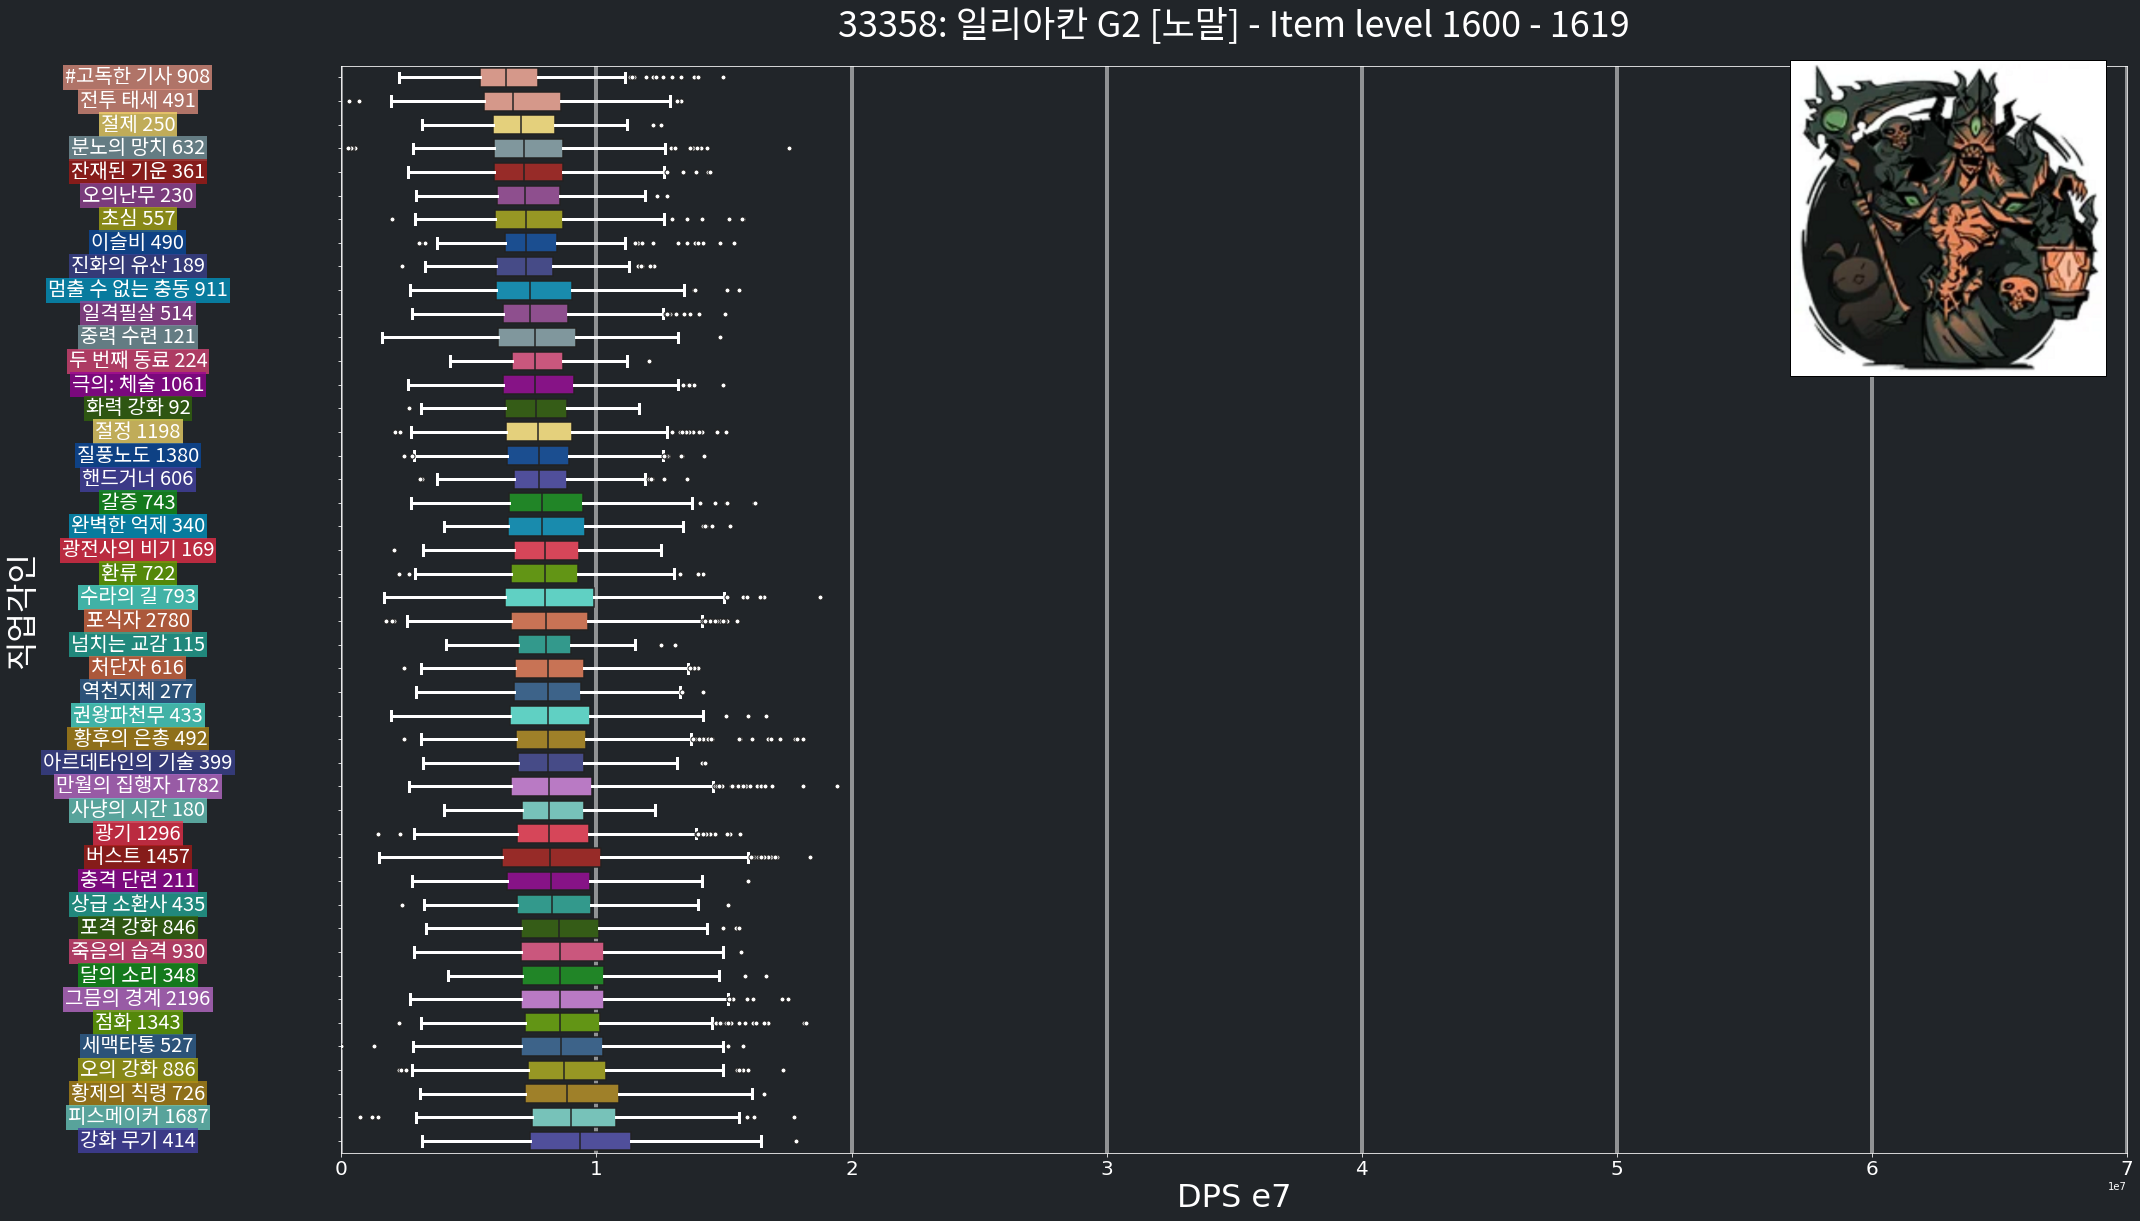 33358: 일리아칸 G2 [노말] - Item level 1600 - 1619
#고독한 기사 908
전투 태세 491
절제 250
분노의 망치 632
잔재된 기운 361
오의난무 230
초심 557
이슬비 490
진화의 유산 189
멈출 수 없는 충동 911
일격필살 514
중력 수련 121
두 번째 동료 224
극의: 체술 1061
화력 강화 92
절정 1198
질풍노도 1380
핸드거너 606
갈증 743
완벽한 억제 340
광전사의 비기 169
환류 722
수라의 길 793
포식자 2780
넘치는 교감 115
처단자 616
역천지체 277
권왕파천무 433
황후의 은총 492
아르데타인의 기술 399
만월의 집행자 1782
사냥의 시간 180
광기 1296
버스트 1457
충격 단련 211
상급 소환사 435
포격 강화 846
죽음의 습격 930
달의 소리 348
그믐의 경계 2196
점화 1343
세맥타통 527
오의 강화 886
황제의 칙령 726
피스메이커 1687
강화 무기 414
직업각인
0 1 2 3 4 5 6 7
DPS e7
1e7